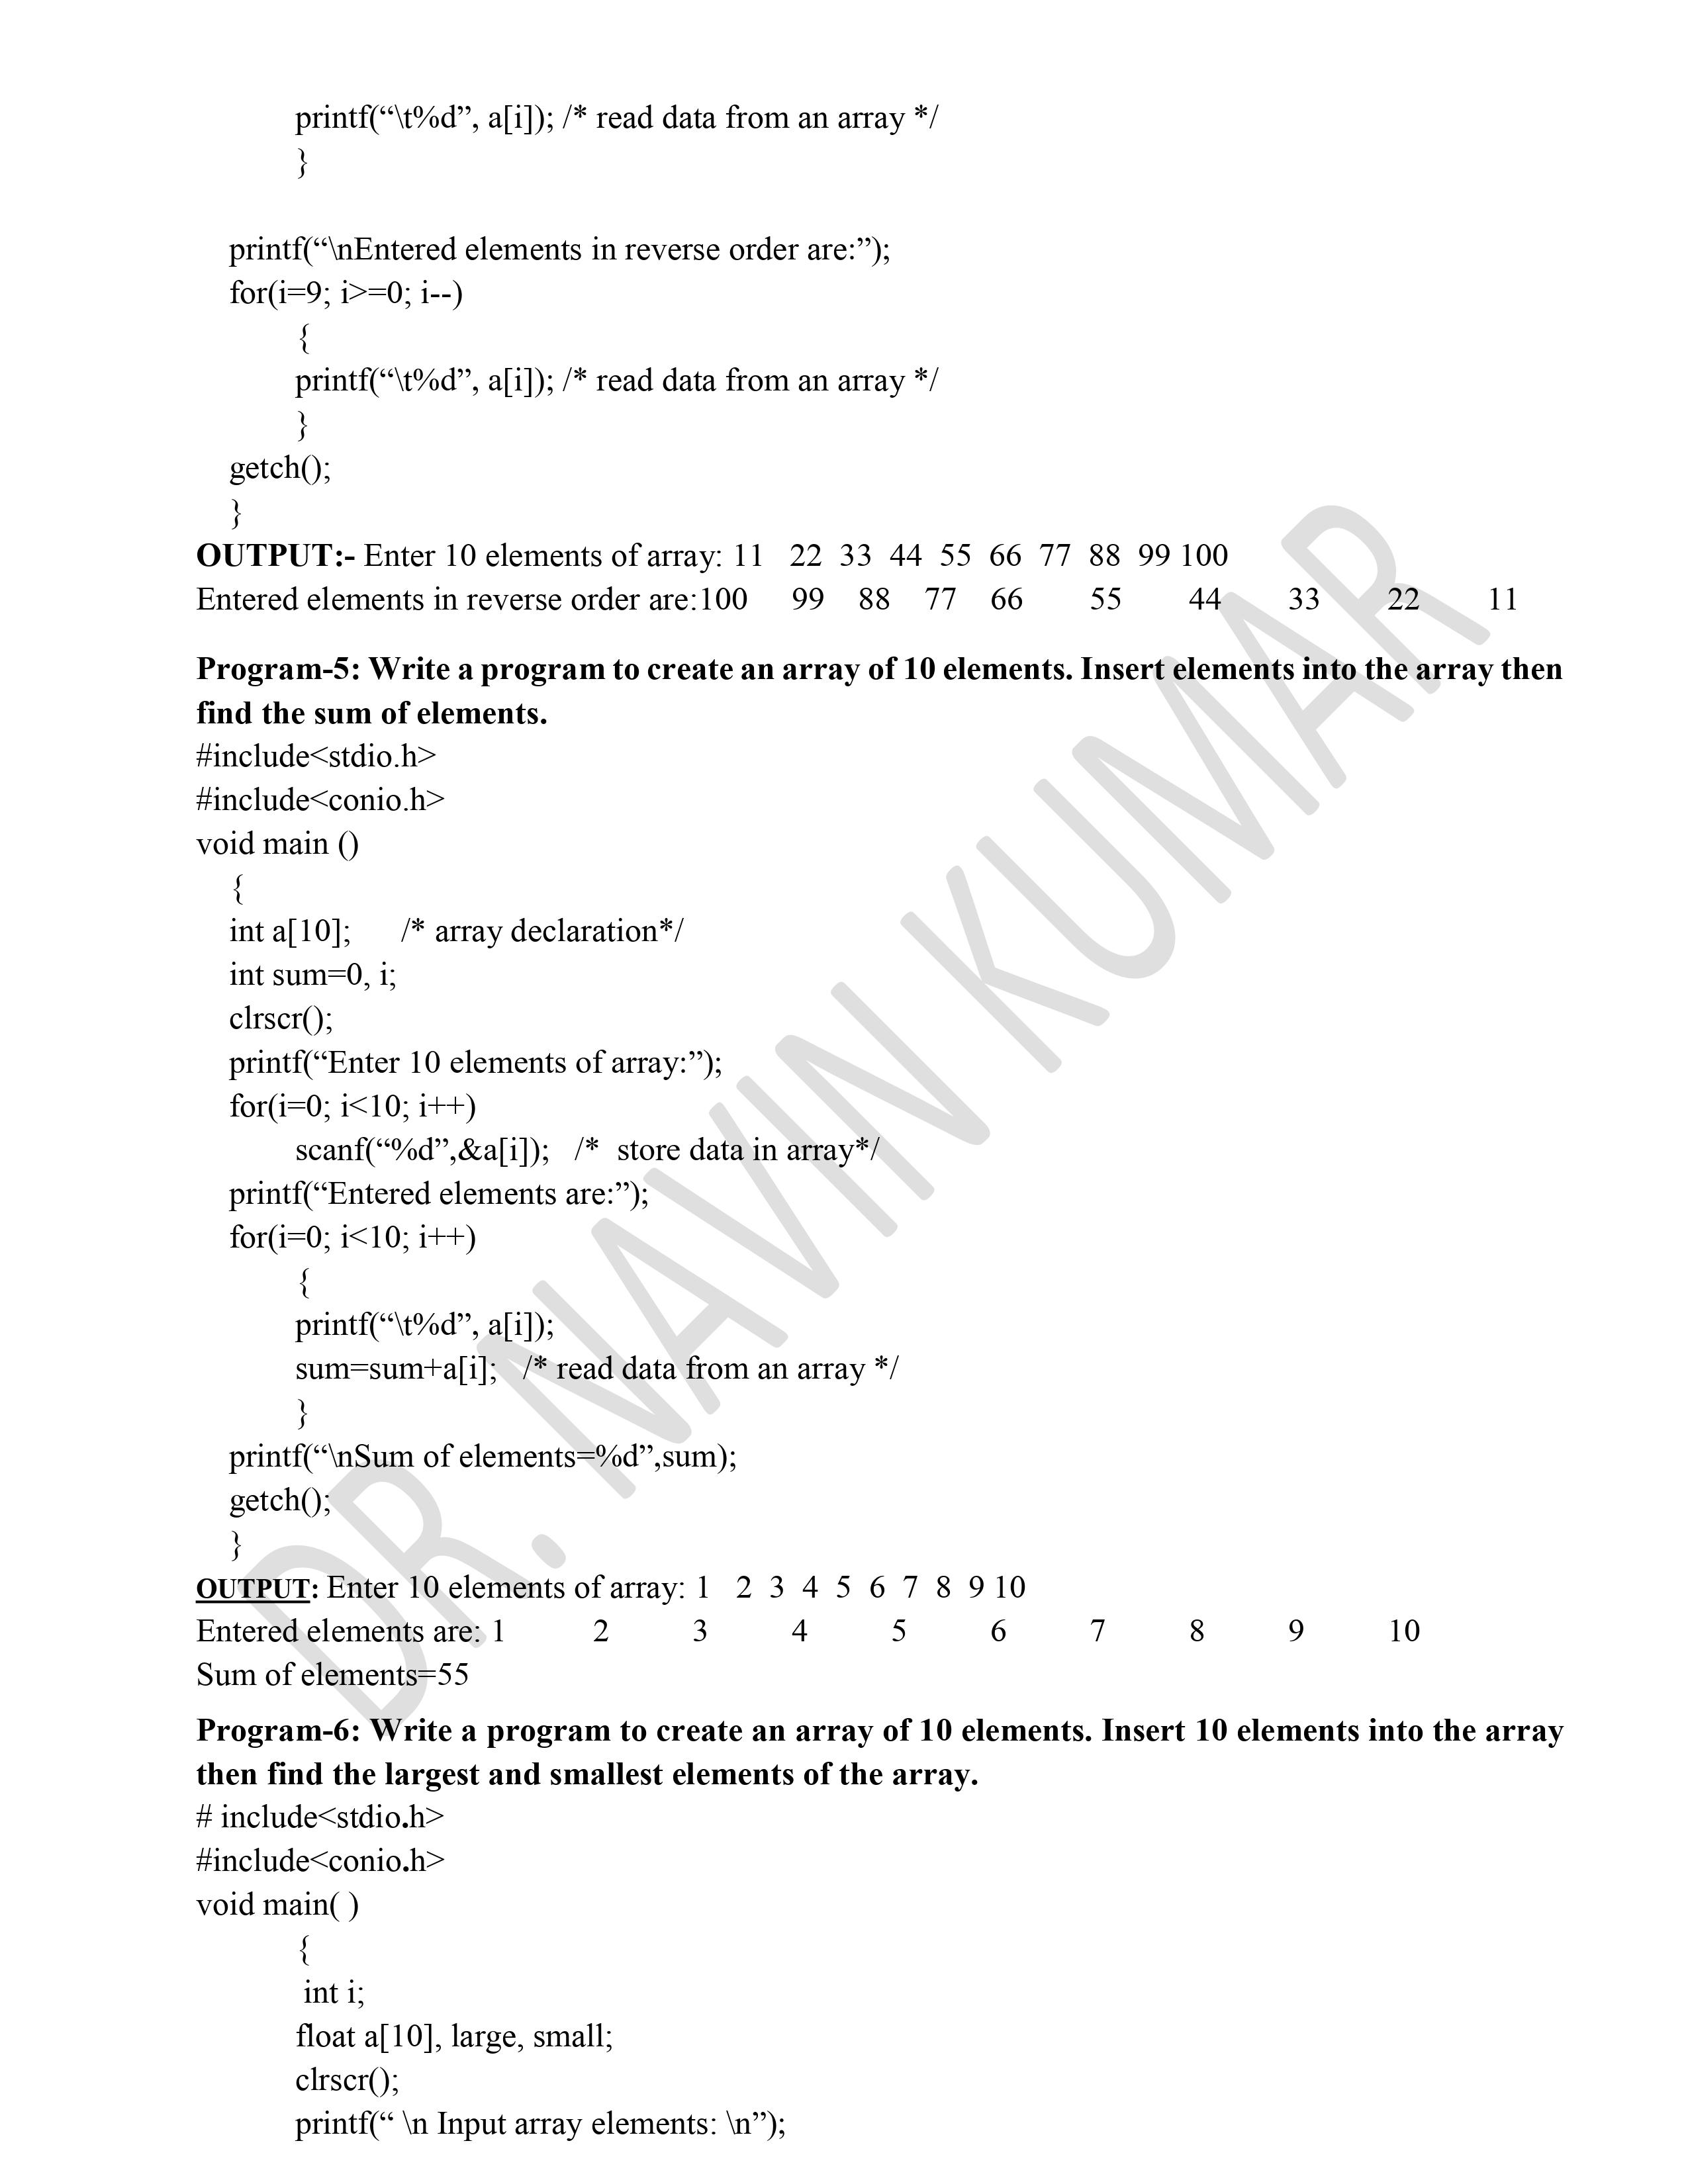 printf(“\t%d”, a[i]); /* read data from an array */
}
printf(“\nEntered elements in reverse order are:”);
for(i=9; i>=0; i--)
{
printf(“\t%d”, a[i]); /* read data from an array */
}
getch();
}
OUTPUT:- Enter 10 elements of array: 11 22 33 44 55 66 77 88 99 100
Entered elements in reverse order are:100 99 88 77 66 55 44 33 22 11
Program-5: Write a program to create an array of 10 elements. Insert elements into the array then
find the sum of elements.
#include<stdio.h>
#include<conio.h>
void main ()
{
int a[10]; /* array declaration*/
int sum=0, i;
clrscr();
printf(“Enter 10 elements of array:”);
for(i=0; i<10; i++)
scanf(“%d”,&a[i]); /* store data in array*/
printf(“Entered elements are:”);
for(i=0; i<10; i++)
{
printf(“\t%d”, a[i]);
sum=sum+a[i]; /* read data from an array */
}
printf(“\nSum of elements=%d”,sum);
getch();
}
OUTPUT: Enter 10 elements of array: 1 2 3 4 5 6 7 8 9 10
Entered elements are: 1 2 3 4 5 6 7 8 9 10
Sum of elements=55
Program-6: Write a program to create an array of 10 elements. Insert 10 elements into the array
then find the largest and smallest elements of the array.
# include<stdio.h>
#include<conio.h>
void main( )
{
int i;
float a[10], large, small;
clrscr();
printf(“ \n Input array elements: \n”);
DR. NAVIN KUMAR